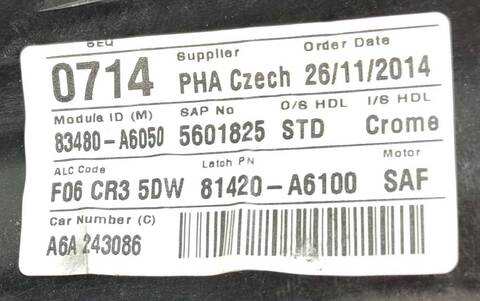 SEQ Supplier Order Date
0714 PHA Czech 26/11/2014
Modula ID (M) SAP No O/S HDL I/S HDL
83480-A6050 5601825 STD Crome
ALC Code Latch PN Motor
F06 CR3 5DW 81420-A6100 SAF
Car Number (C)
A6A 243086